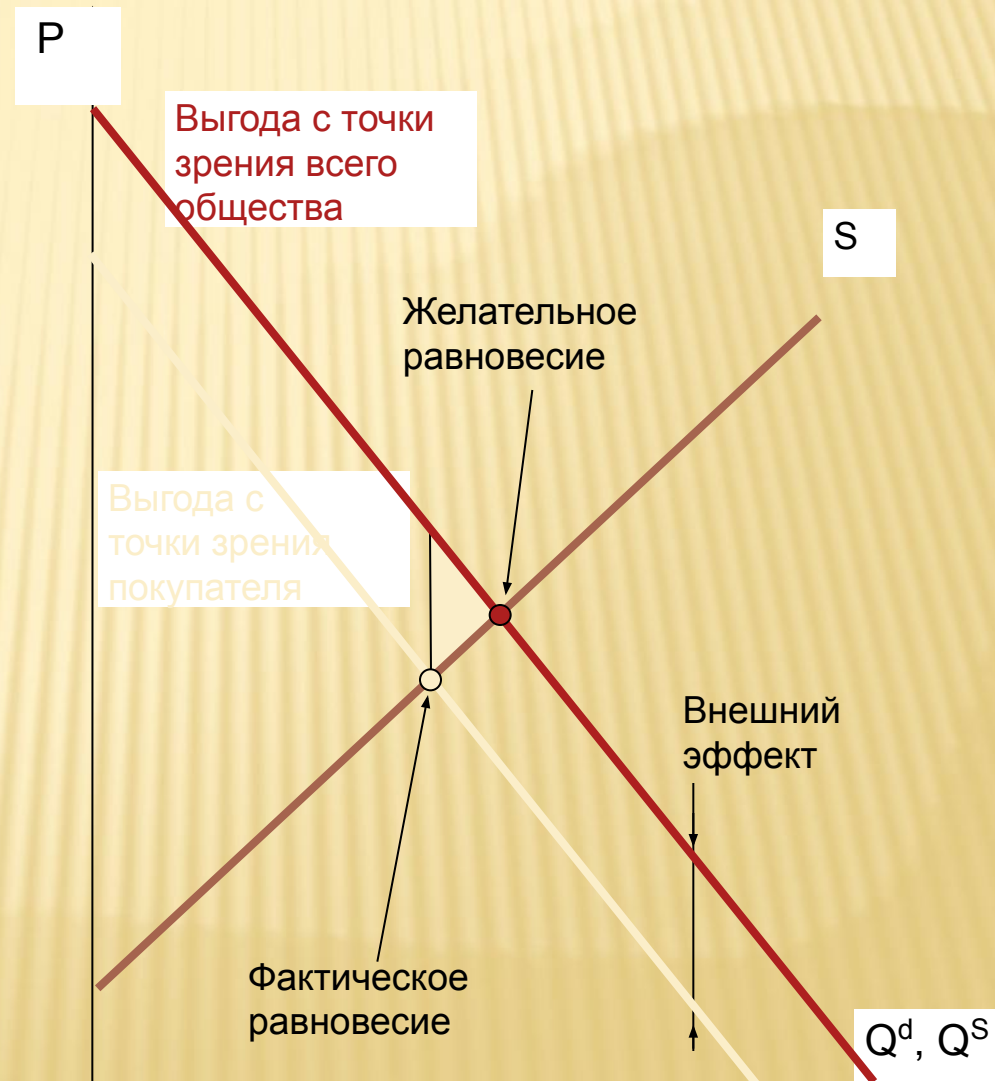 P
Выгода с точки
зрения всего
общества
S
Желательное
равновесие
Выгода с
точки зрения
покупателя
Внешний
эффект
Фактическое
равновесие
Qᵈ, Qˢ